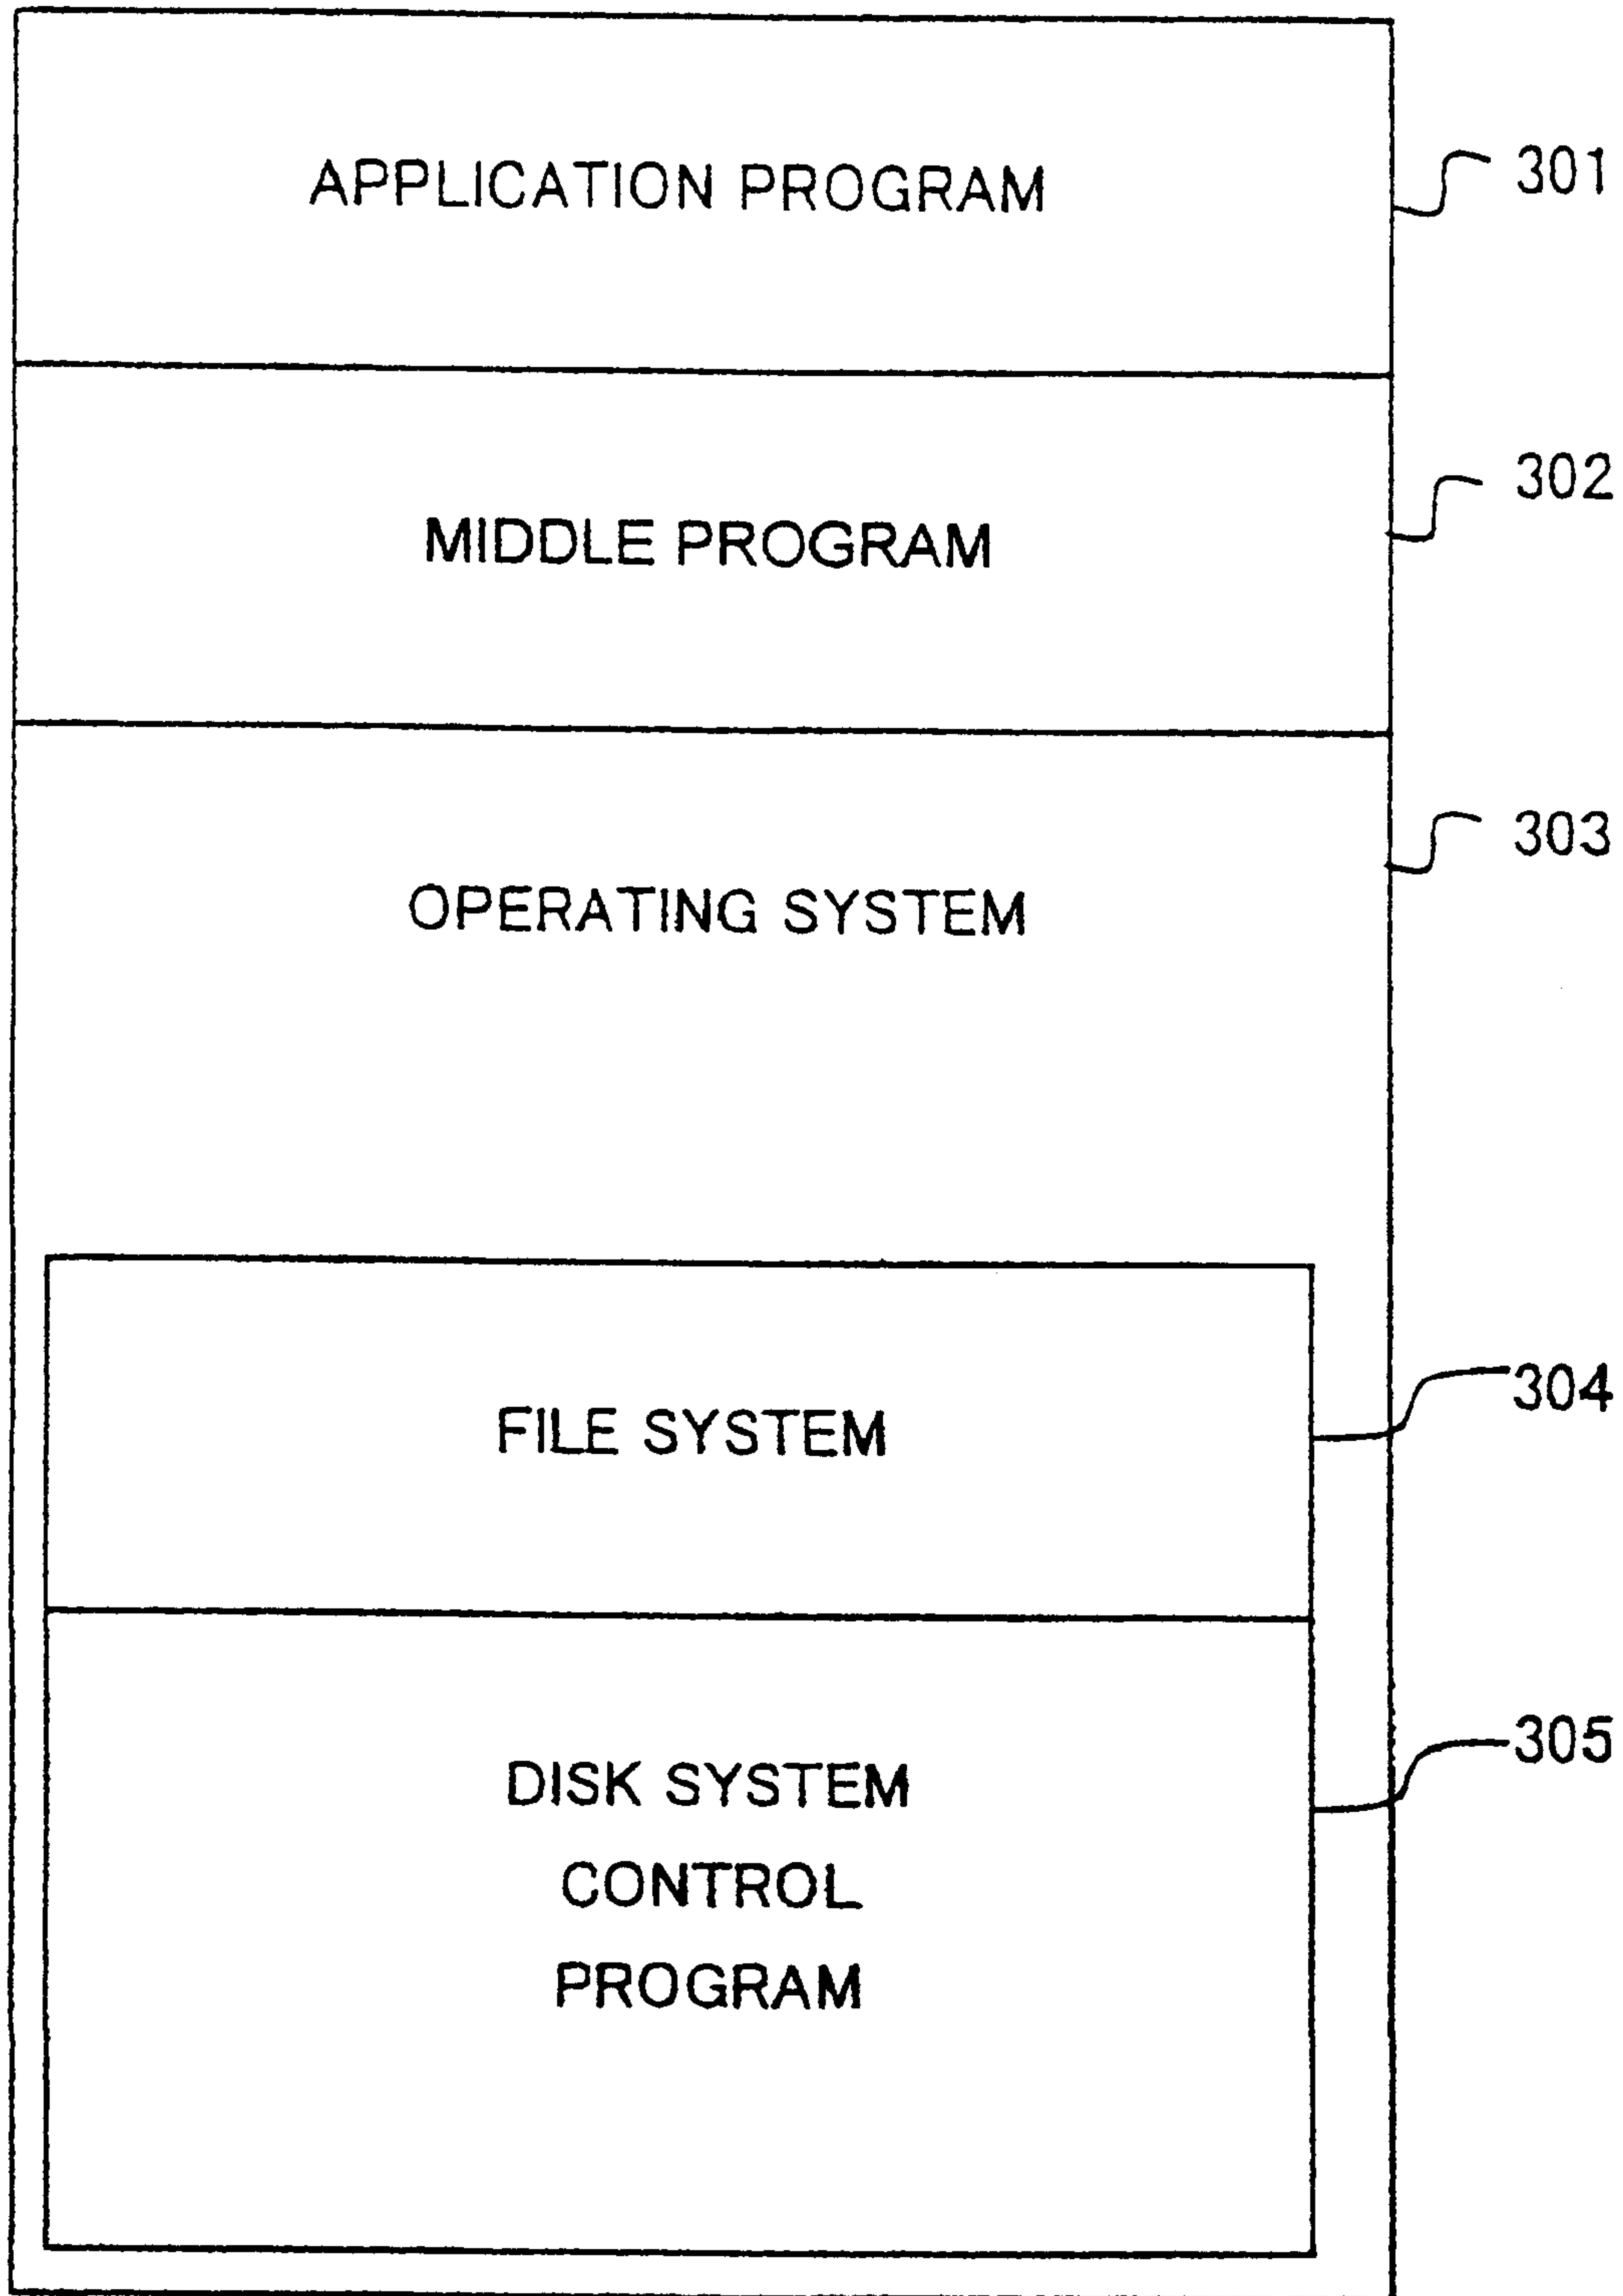 APPLICATION PROGRAM
301
MIDDLE PROGRAM
302
303
OPERATING SYSTEM
304
FILE SYSTEM
305
DISK SYSTEM
CONTROL
PROGRAM